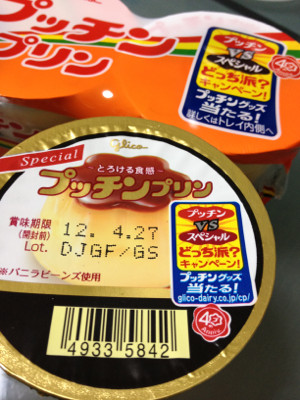 プッチン
プリン
プッチン
VS
スペシャル
どっち派?
キャンペーン!
プッチングッズ
当たる!
詳しくはトレイ内側へ
40
glico
Special
とろける食感
プッチンプリン
賞味期限
(開封前)
12. 4.27
Lot.
DJGF/GS
※バニラビーンズ使用
プッチン
VS
スペシャル
どっち派?
キャンペーン!
プッチングッズ
当たる!
glico-dairy.co.jp/cp/
40
4933 5842